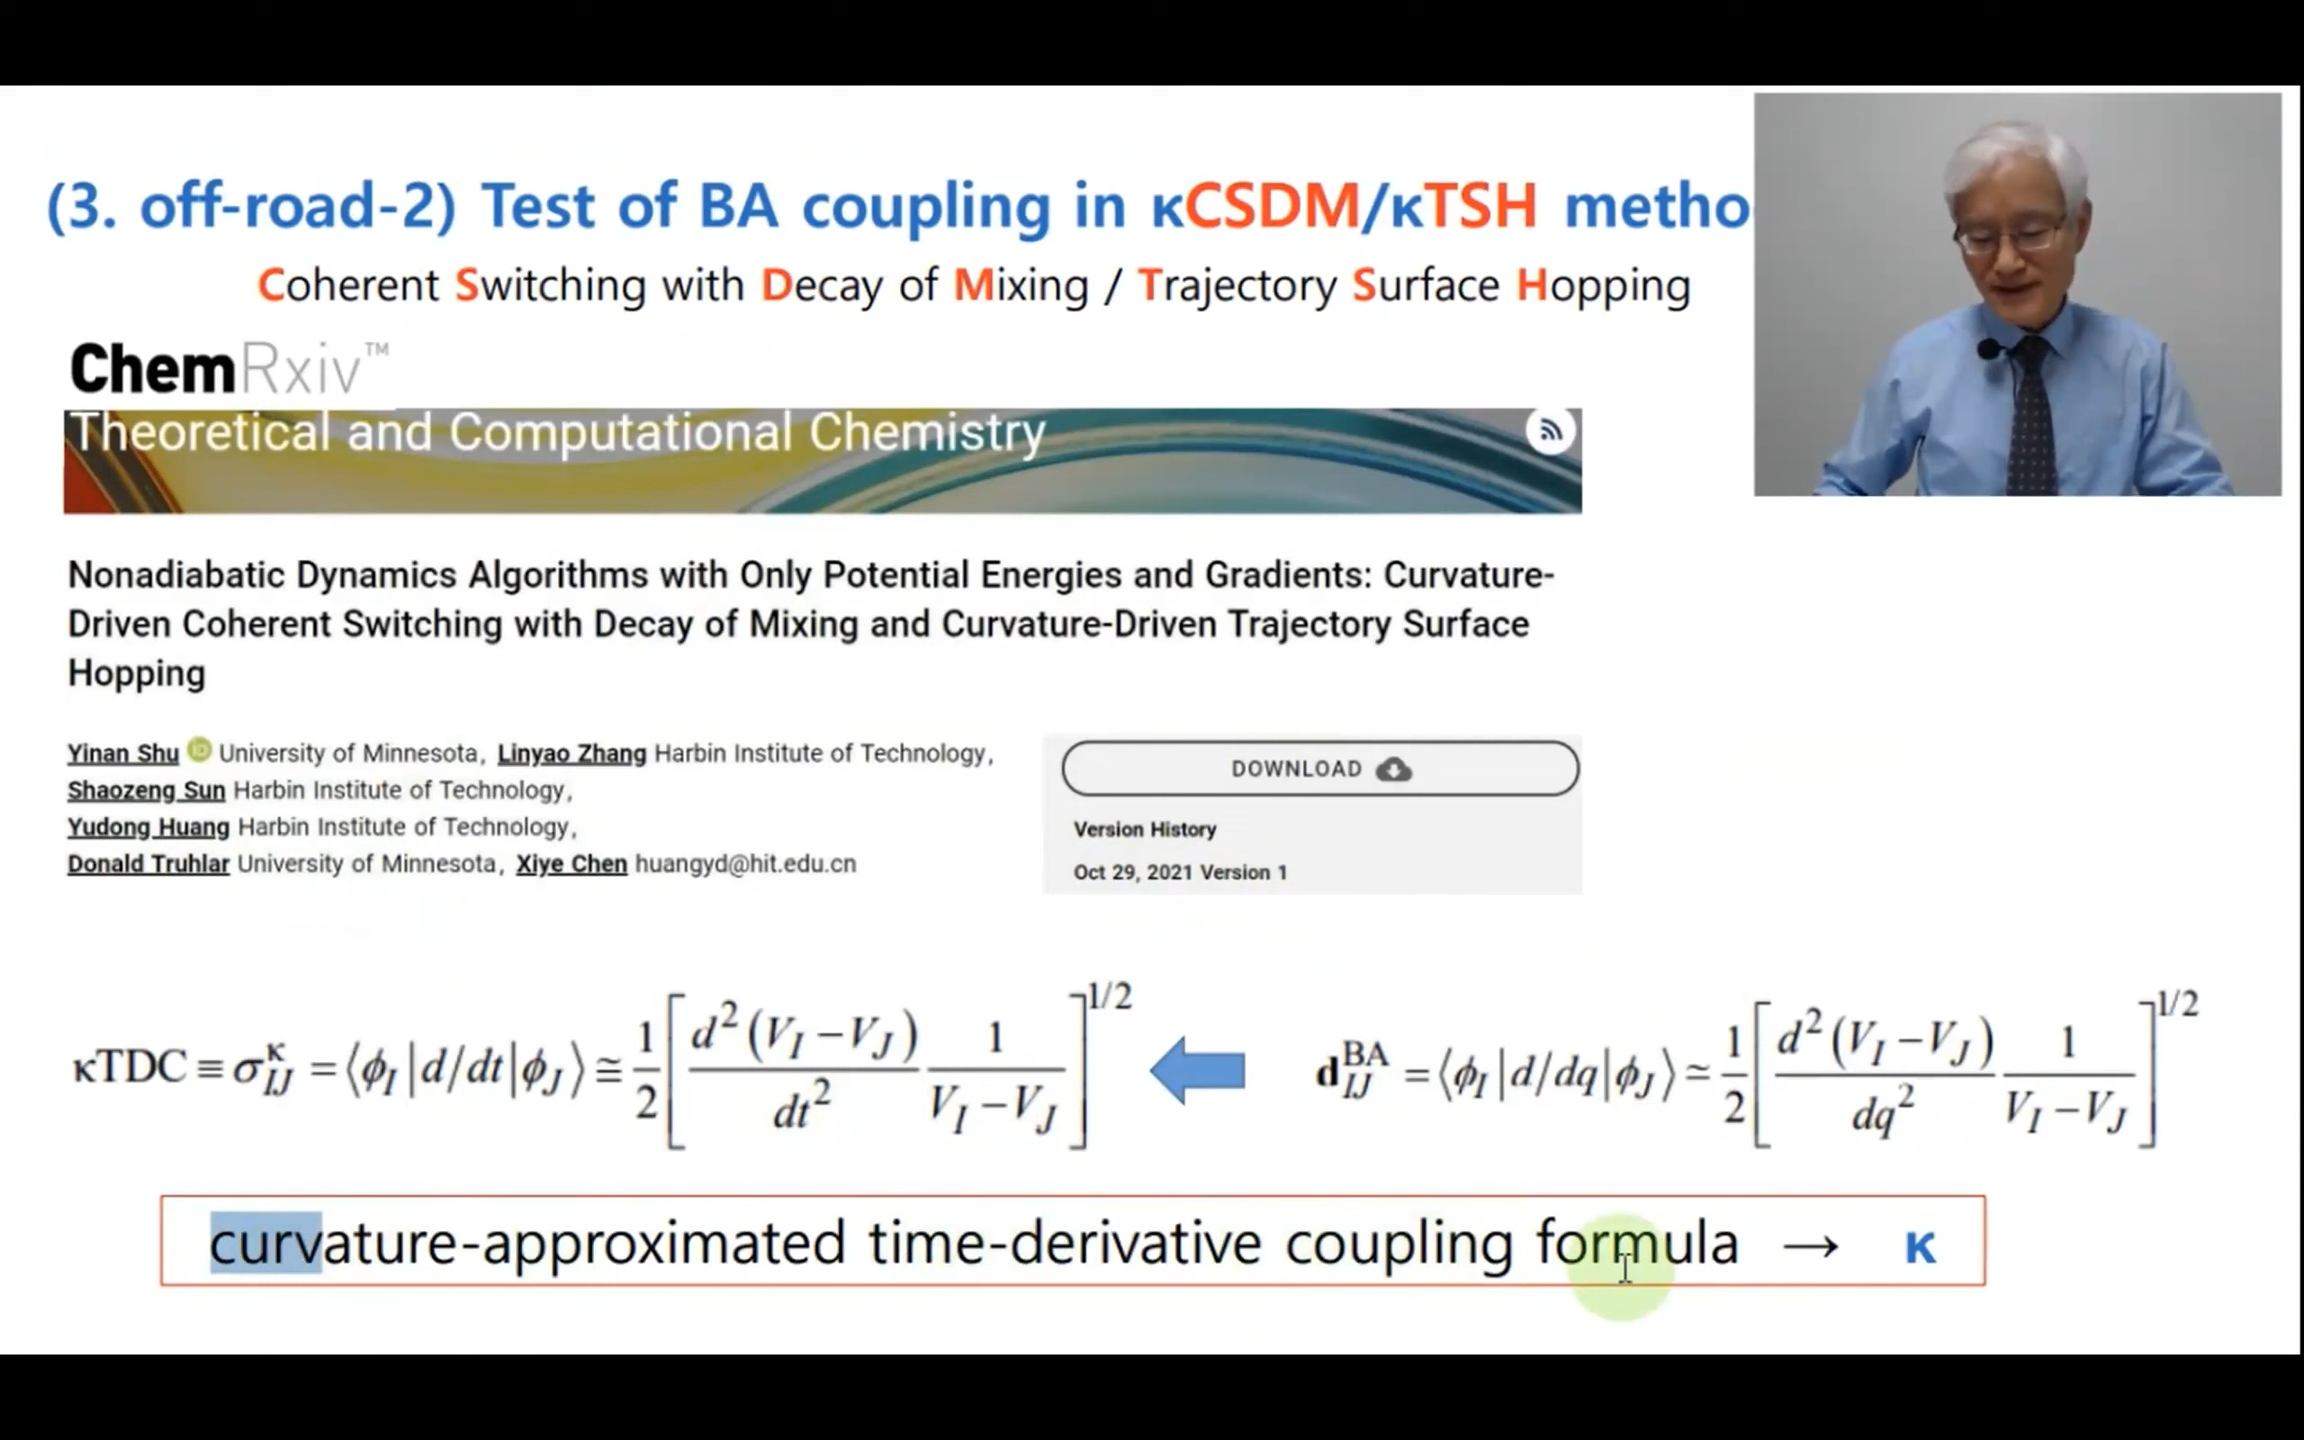 (3. off-road-2) Test of BA coupling in κCSDM/κTSH metho
Coherent Switching with Decay of Mixing / Trajectory Surface Hopping
ChemRxiv™
Theoretical and Computational Chemistry
Nonadiabatic Dynamics Algorithms with Only Potential Energies and Gradients: Curvature-
Driven Coherent Switching with Decay of Mixing and Curvature-Driven Trajectory Surface
Hopping
Yinan Shu iD University of Minnesota, Linyao Zhang Harbin Institute of Technology,
Shaozeng Sun Harbin Institute of Technology,
Yudong Huang Harbin Institute of Technology,
Donald Truhlar University of Minnesota, Xiye Chen huangyd@hit.edu.cn
DOWNLOAD
Version History
Oct 29, 2021 Version 1
κTDC ≡ σ_IJ^κ = ⟨ϕ_I|d/dt|ϕ_J⟩ ≅ 1/2 [d²(V_I − V_J)/dt² 1/(V_I − V_J)]^1/2
d_IJ^BA = ⟨ϕ_I|d/dq|ϕ_J⟩ ≃ 1/2 [d²(V_I − V_J)/dq² 1/(V_I − V_J)]^1/2
curvature-approximated time-derivative coupling formula → κ